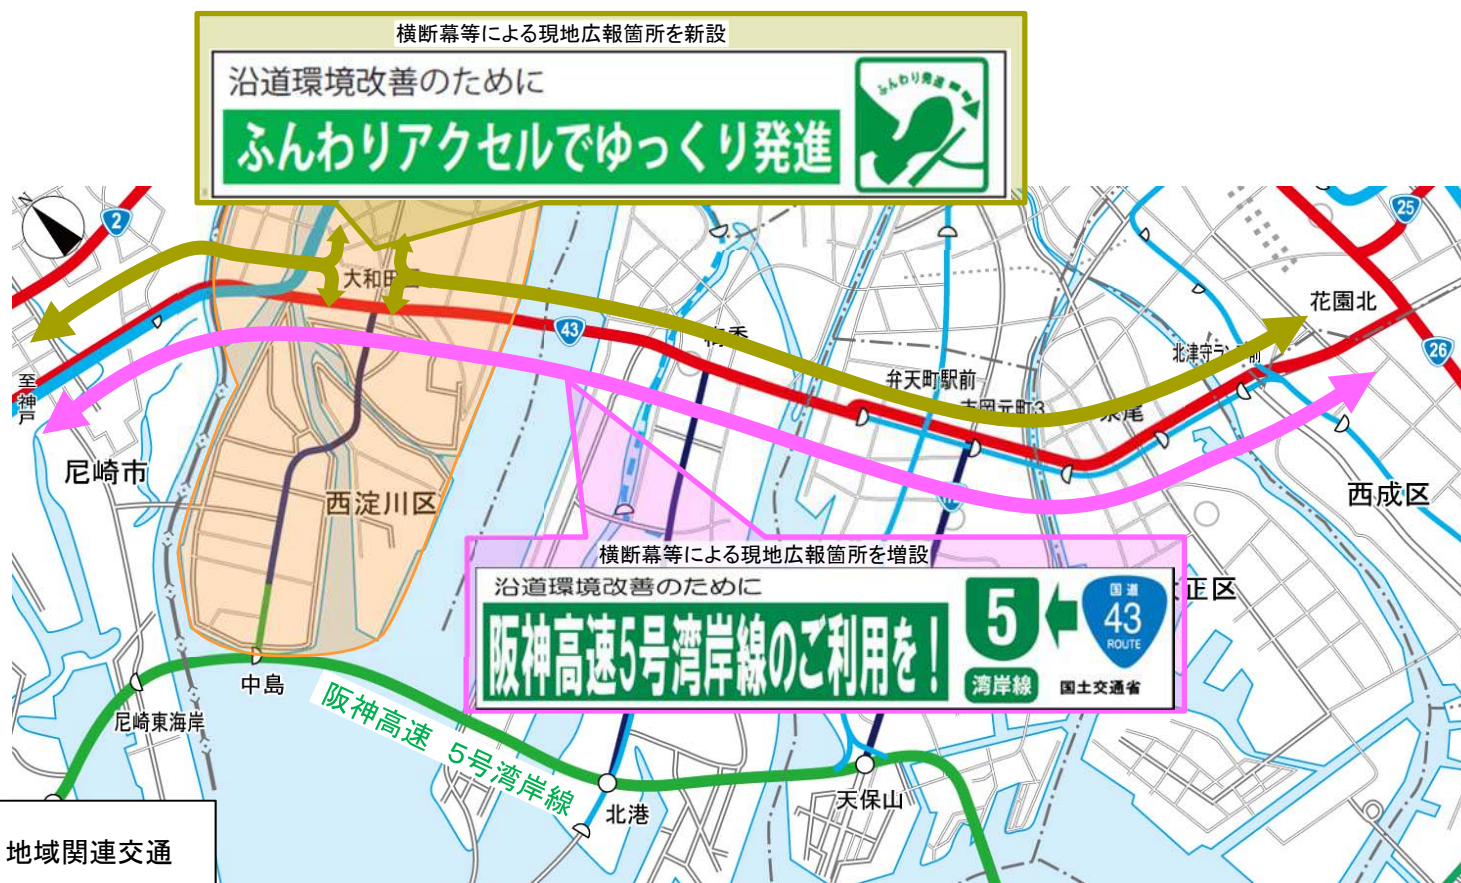 横断幕等による現地広報箇所を新設
沿道環境改善のために
ふんわり発進
ふんわりアクセルでゆっくり発進
N
2
25
大和田
花園北
43
26
北津守ラン
前
弁天町駅前
至神戸
尼崎市
西淀川区
西成区
横断幕等による現地広報箇所を増設
沿道環境改善のために
阪神高速5号湾岸線のご利用を！
5
湾岸線
国道
43
ROUTE
国土交通省
正区
中島
尼崎東海岸
阪神高速 5号湾岸線
北港
天保山
地域関連交通